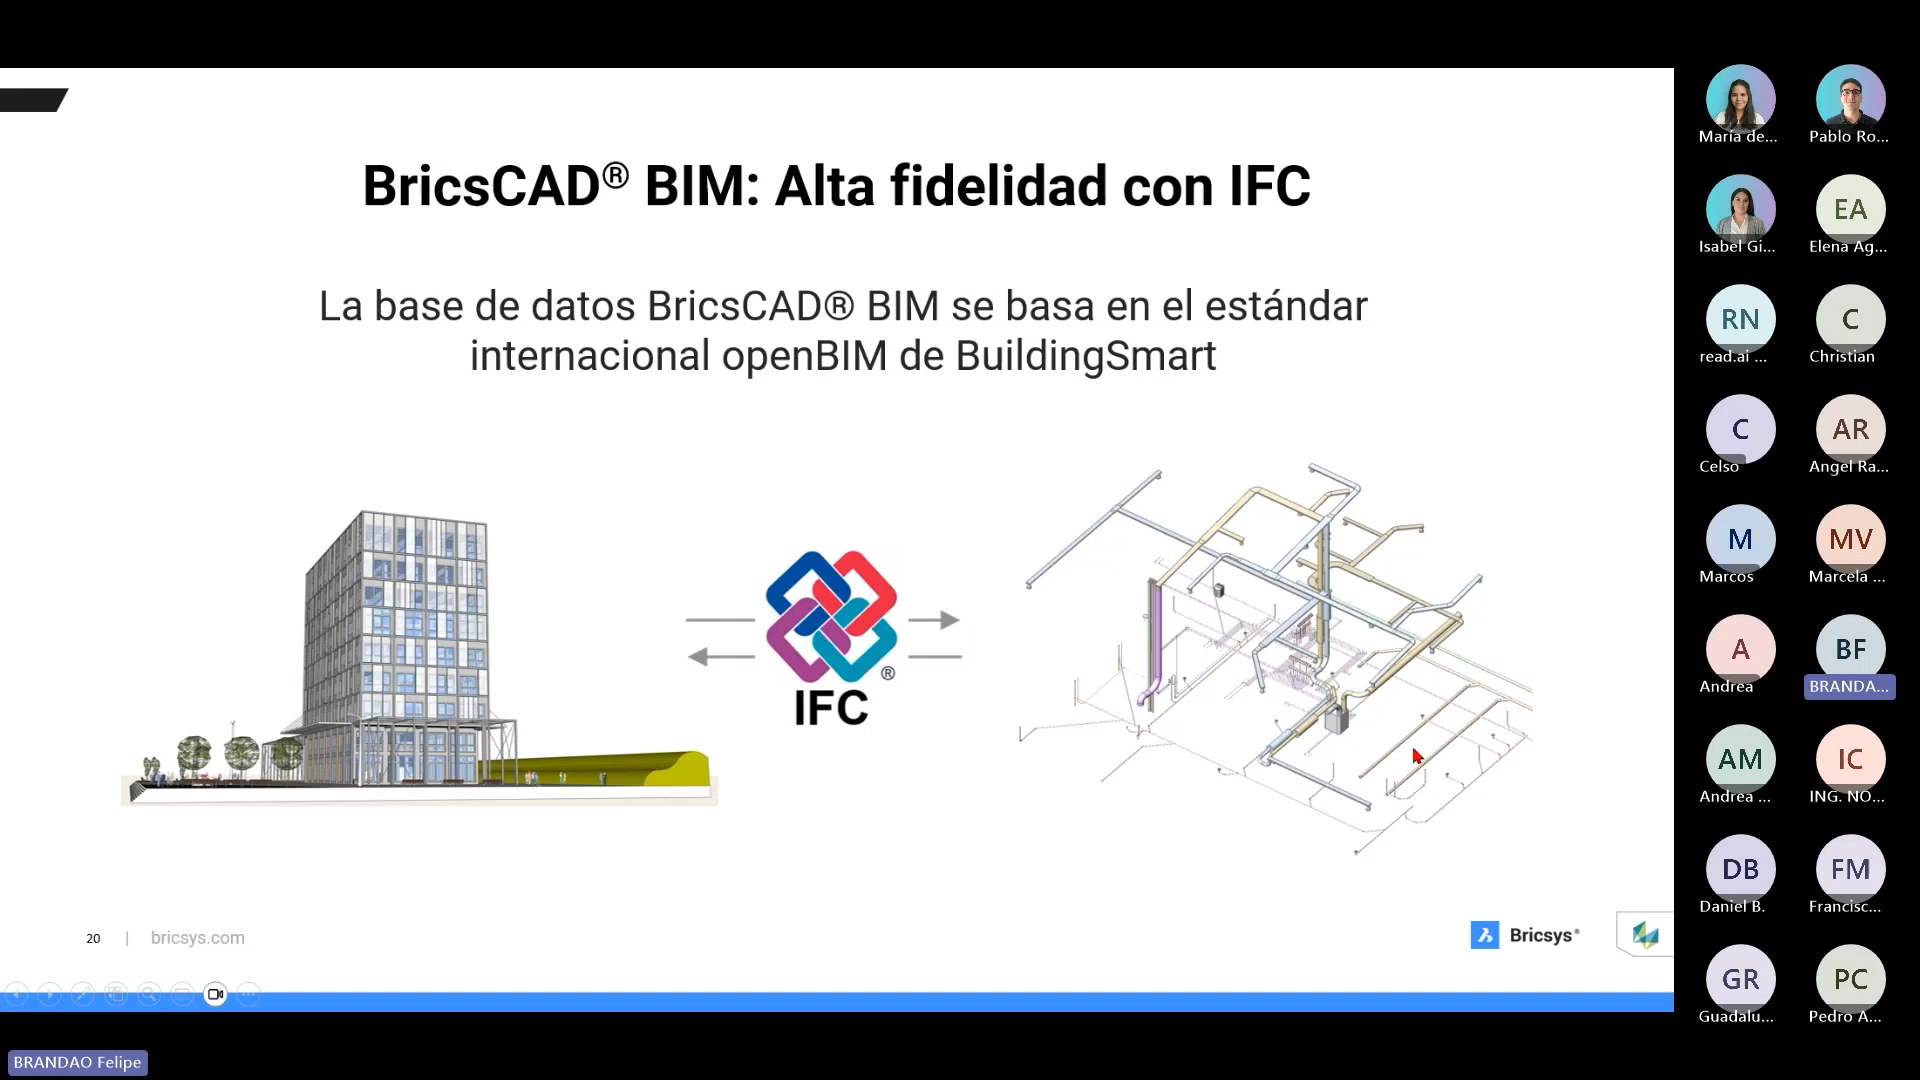 BricsCAD® BIM: Alta fidelidad con IFC
La base de datos BricsCAD® BIM se basa en el estándar
internacional openBIM de BuildingSmart
®
IFC
20 | bricsys.com
Bricsys®
BRANDAO Felipe
María de...
Pablo Ro...
Isabel Gi...
EA
Elena Ag...
RN
read.ai ...
C
Christian
C
Celso
AR
Angel Ra...
M
Marcos
MV
Marcela ...
A
Andrea
BF
BRANDA...
AM
Andrea ...
IC
ING. NO...
DB
Daniel B.
FM
Francisc...
GR
Guadalu...
PC
Pedro A...